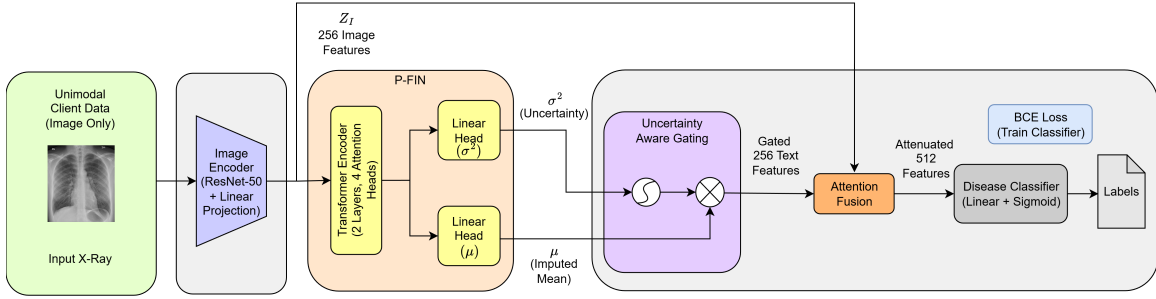 Unimodal
Client Data
(Image Only)
Input X-Ray
Image
Encoder
(ResNet-50
+ Linear
Projection)
Z_I
256 Image
Features
P-FIN
Transformer Encoder
(2 Layers, 4 Attention
Heads)
Linear
Head
(σ²)
Linear
Head
(μ)
σ²
(Uncertainty)
μ
(Imputed
Mean)
Uncertainty
Aware Gating
Gated
256 Text
Features
Attention
Fusion
Attenuated
512
Features
BCE Loss
(Train Classifier)
Disease Classifier
(Linear + Sigmoid)
Labels